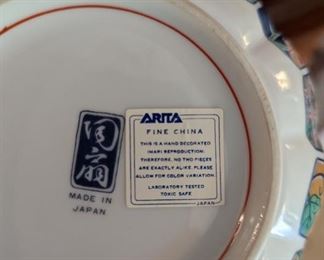 ARITA
FINE CHINA
THIS IS A HAND DECORATED
IMARI REPRODUCTION.
THEREFORE, NO TWO PIECES
ARE EXACTLY ALIKE. PLEASE
ALLOW FOR COLOR VARIATION.
LABORATORY TESTED
TOXIC SAFE
JAPAN
MADE IN
JAPAN